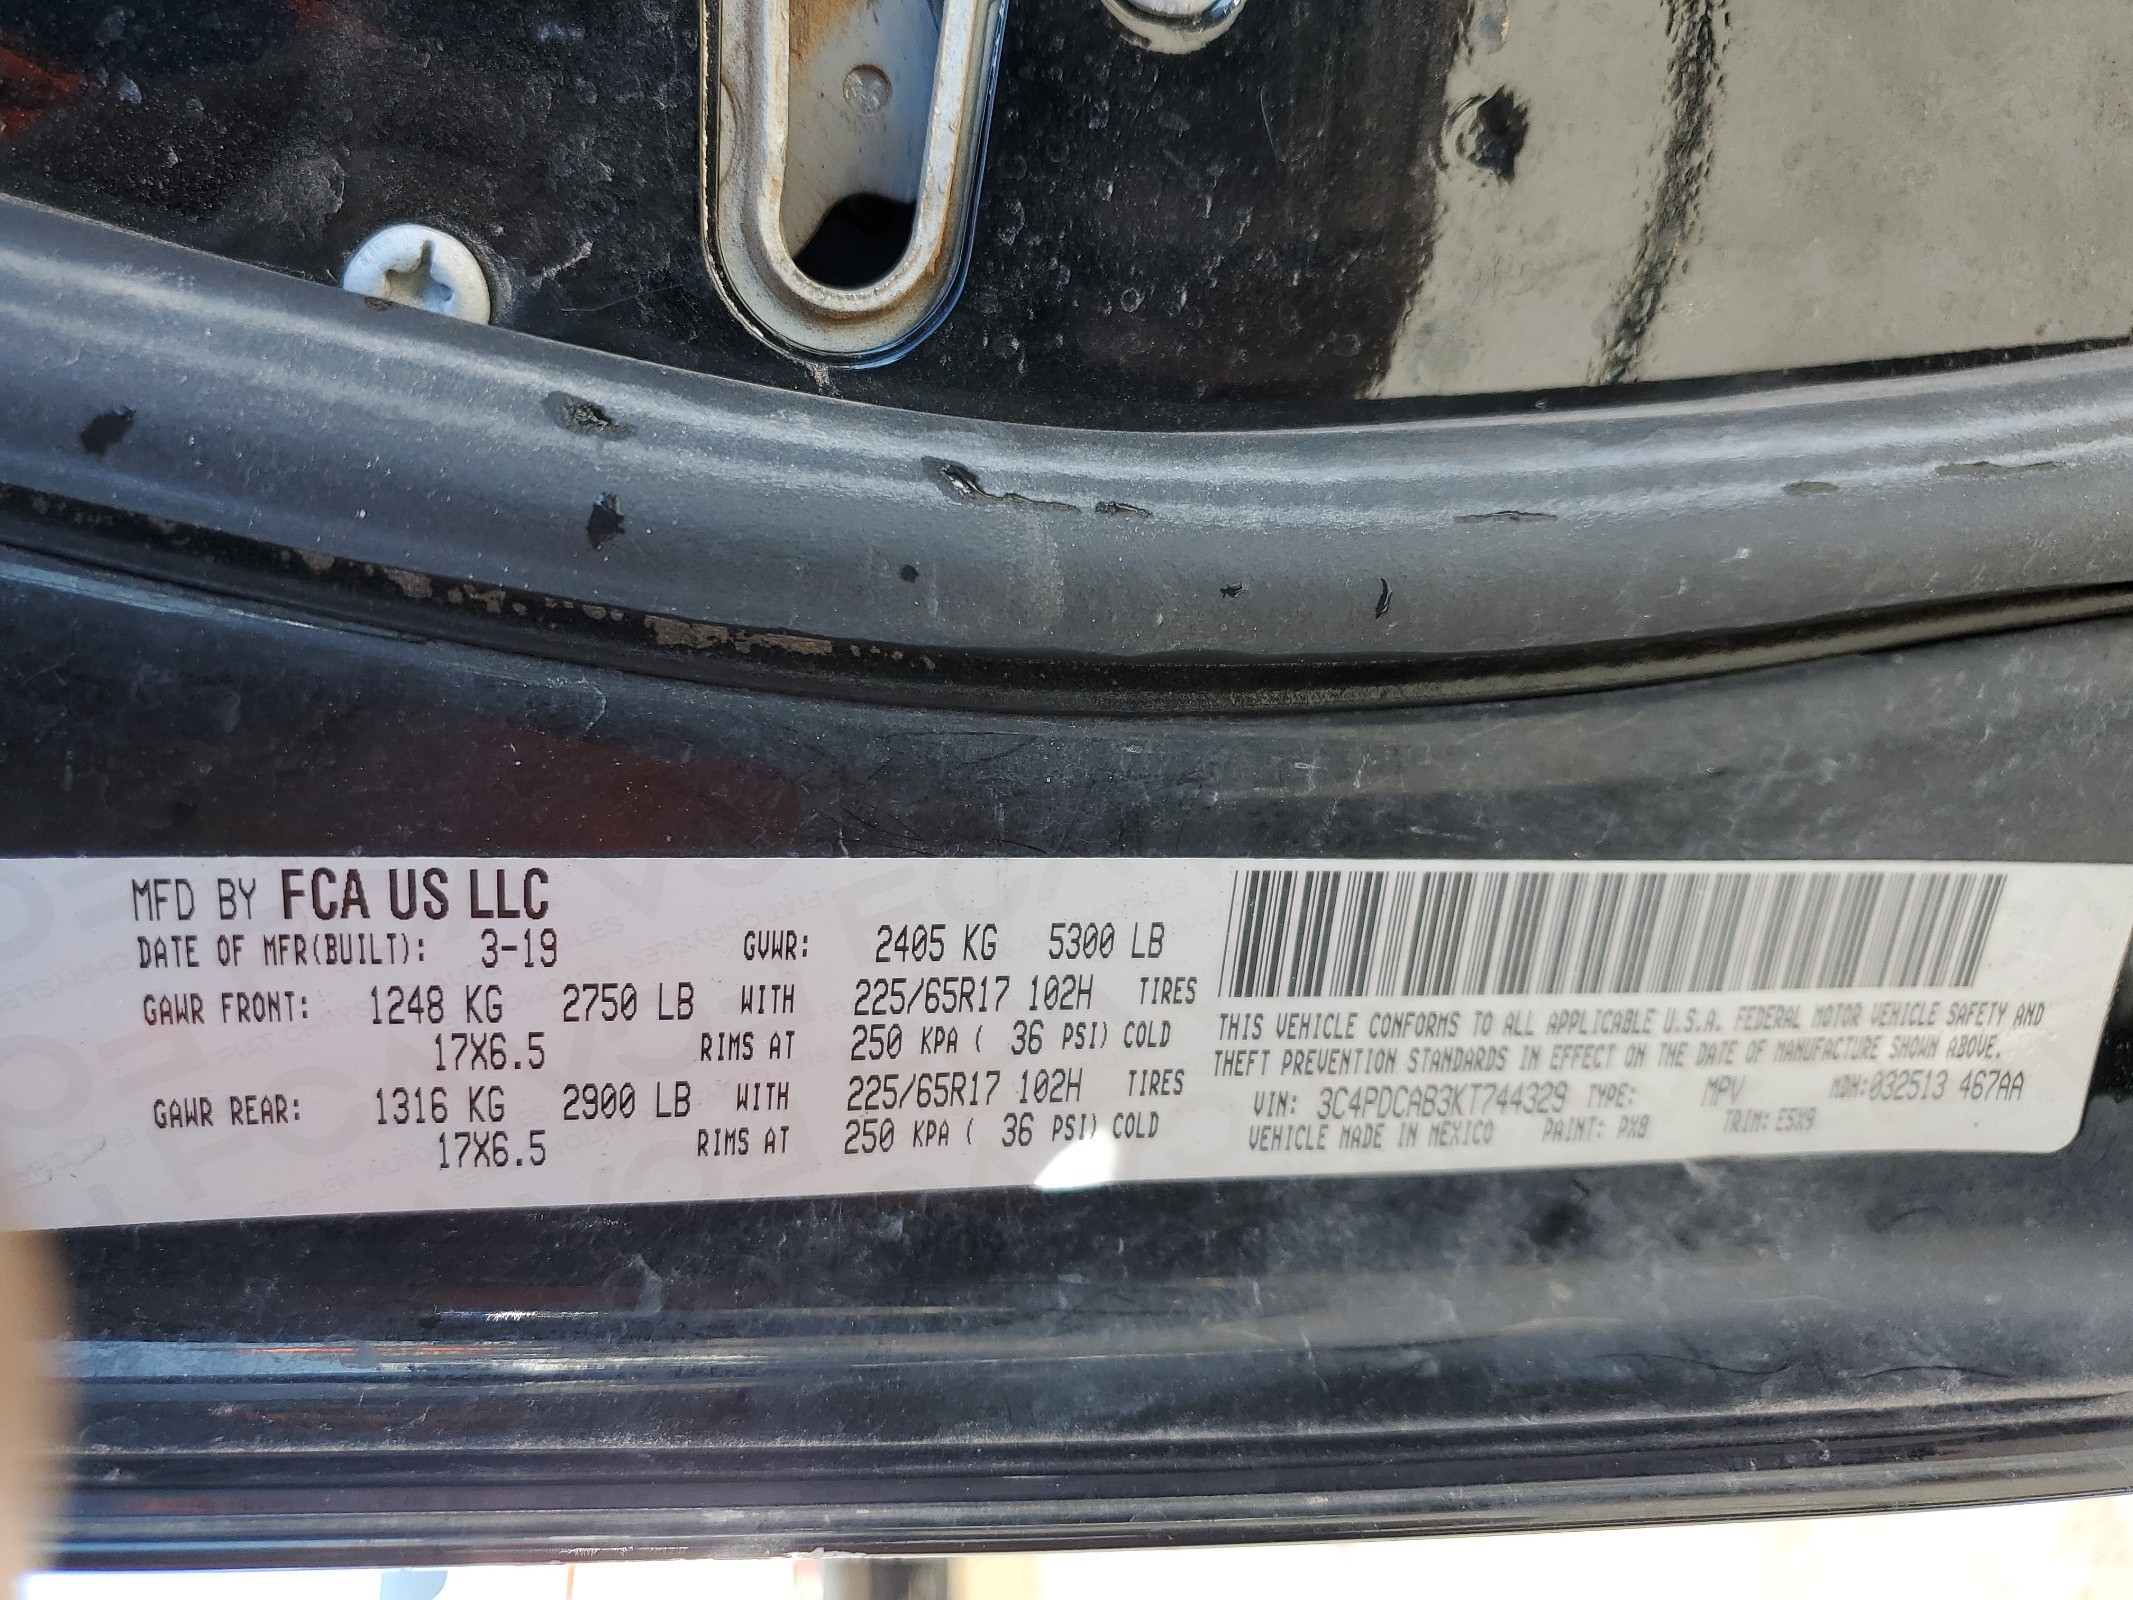 MFD BY FCA US LLC
DATE OF MFR(BUILT): 3-19 GVWR: 2405 KG 5300 LB
GAWR FRONT: 1248 KG 2750 LB WITH 225/65R17 102H TIRES
17X6.5 RIMS AT 250 KPA ( 36 PSI) COLD
GAWR REAR: 1316 KG 2900 LB WITH 225/65R17 102H TIRES
17X6.5 RIMS AT 250 KPA ( 36 PSI) COLD
THIS VEHICLE CONFORMS TO ALL APPLICABLE U.S.A. FEDERAL MOTOR VEHICLE SAFETY AND
THEFT PREVENTION STANDARDS IN EFFECT ON THE DATE OF MANUFACTURE SHOWN ABOVE.
VIN: 3C4PDCAB3KT744329 TYPE: MPV MDH:032513 467AA
VEHICLE MADE IN MEXICO PAINT: PX8 TRIM: E5X9